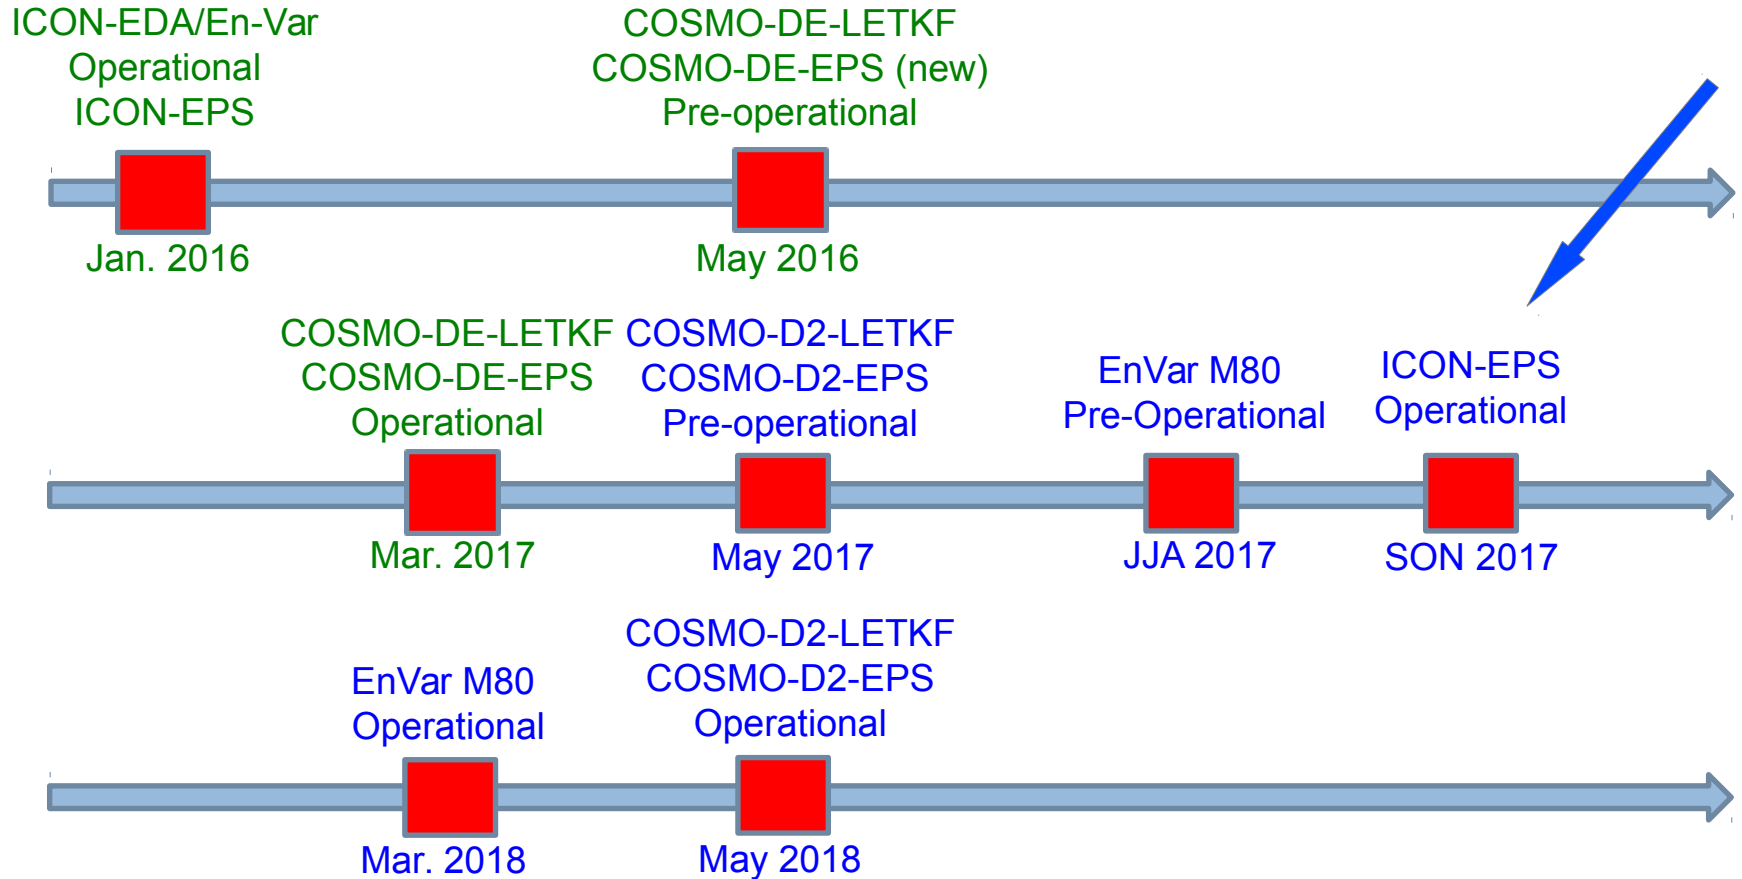 ICON-EDA/En-Var
Operational
ICON-EPS
COSMO-DE-LETKF
COSMO-DE-EPS (new)
Pre-operational
Jan. 2016
May 2016
COSMO-DE-LETKF
COSMO-DE-EPS
Operational
COSMO-D2-LETKF
COSMO-D2-EPS
Pre-operational
EnVar M80
Pre-Operational
ICON-EPS
Operational
Mar. 2017
May 2017
JJA 2017
SON 2017
EnVar M80
Operational
COSMO-D2-LETKF
COSMO-D2-EPS
Operational
Mar. 2018
May 2018